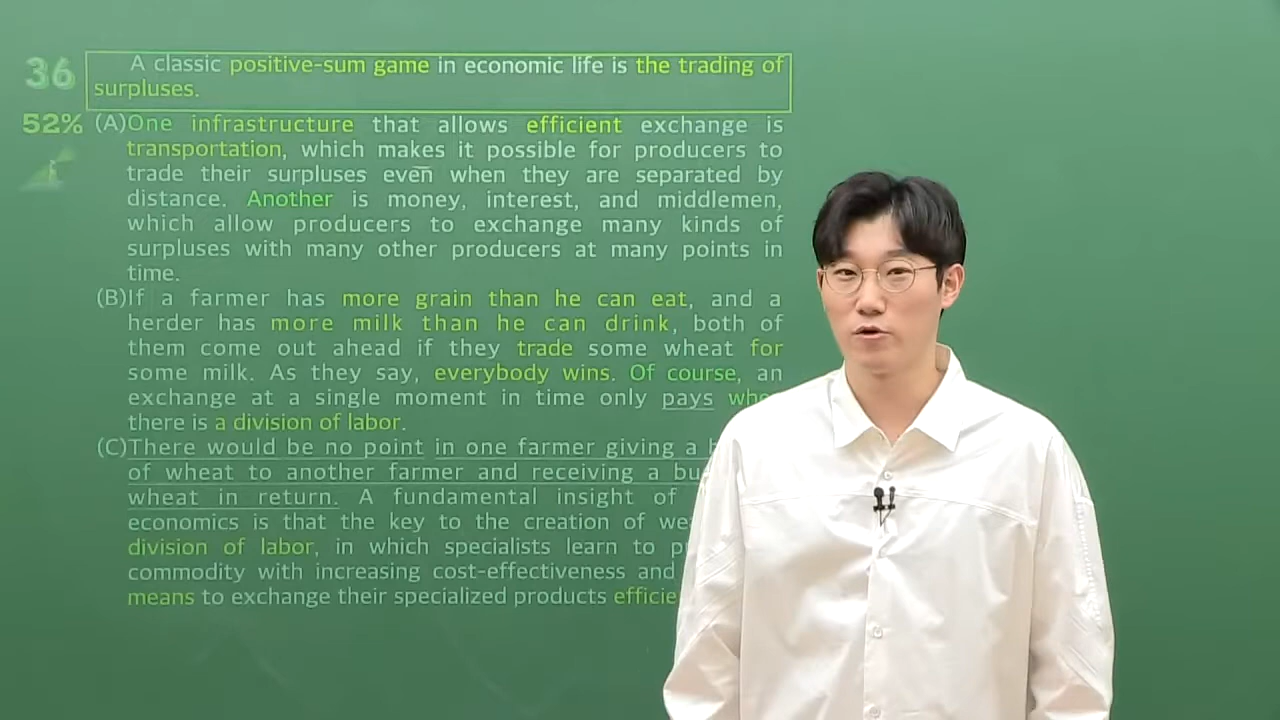 36
A classic positive-sum game in economic life is the trading of
surpluses.
52%
(A)One infrastructure that allows efficient exchange is
transportation, which makes it possible for producers to
trade their surpluses even when they are separated by
distance. Another is money, interest, and middlemen,
which allow producers to exchange many kinds of
surpluses with many other producers at many points in
time.
(B)If a farmer has more grain than he can eat, and a
herder has more milk than he can drink, both of
them come out ahead if they trade some wheat for
some milk. As they say, everybody wins. Of course, an
exchange at a single moment in time only pays
there is a division of labor.
(C)There would be no point in one farmer giving a
of wheat to another farmer and receiving a
wheat in return. A fundamental insight of
economics is that the key to the creation of
division of labor, in which specialists learn to
commodity with increasing cost-effectiveness and
means to exchange their specialized products